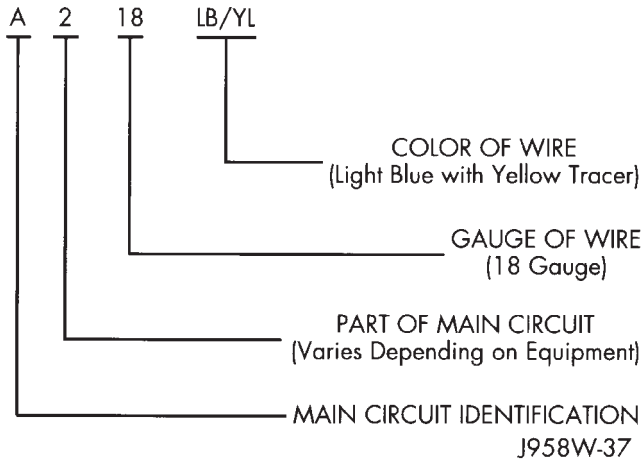 A 2 18 LB/YL
COLOR OF WIRE
(Light Blue with Yellow Tracer)
GAUGE OF WIRE
(18 Gauge)
PART OF MAIN CIRCUIT
(Varies Depending on Equipment)
MAIN CIRCUIT IDENTIFICATION
J958W-37